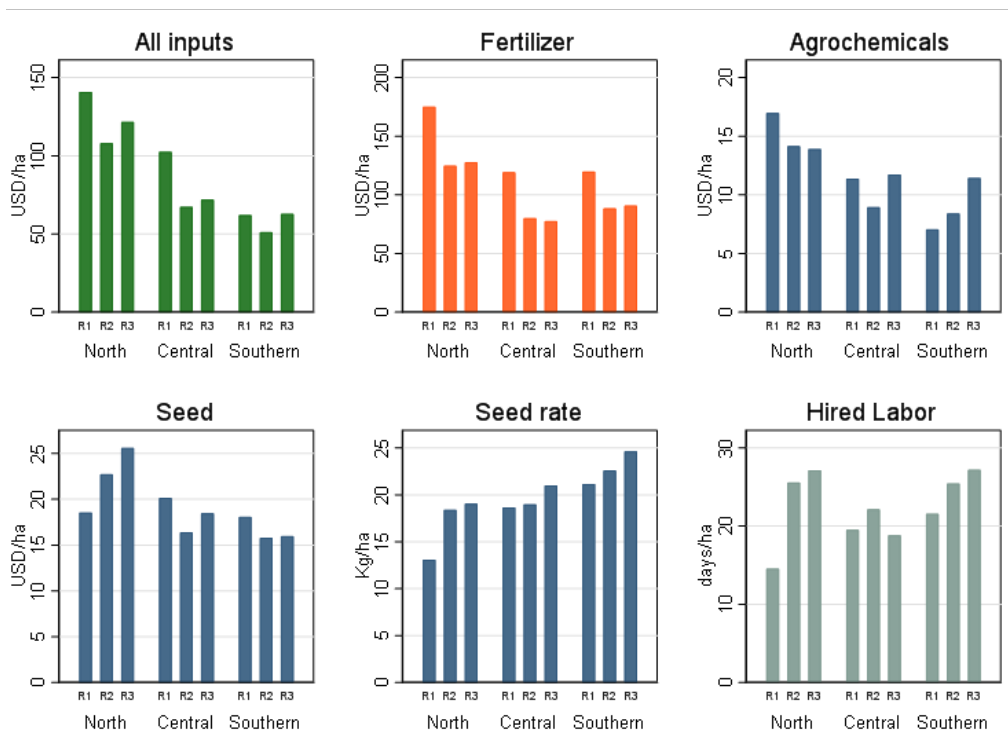 All inputs
150
100
50
0
USD/ha
R1 R2 R3 R1 R2 R3 R1 R2 R3
North Central Southern
Fertilizer
200
150
100
50
0
USD/ha
R1 R2 R3 R1 R2 R3 R1 R2 R3
North Central Southern
Agrochemicals
20
15
10
5
0
USD/ha
R1 R2 R3 R1 R2 R3 R1 R2 R3
North Central Southern
Seed
25
20
15
10
5
0
USD/ha
R1 R2 R3 R1 R2 R3 R1 R2 R3
North Central Southern
Seed rate
25
20
15
10
5
0
Kg/ha
R1 R2 R3 R1 R2 R3 R1 R2 R3
North Central Southern
Hired Labor
30
20
10
0
days/ha
R1 R2 R3 R1 R2 R3 R1 R2 R3
North Central Southern